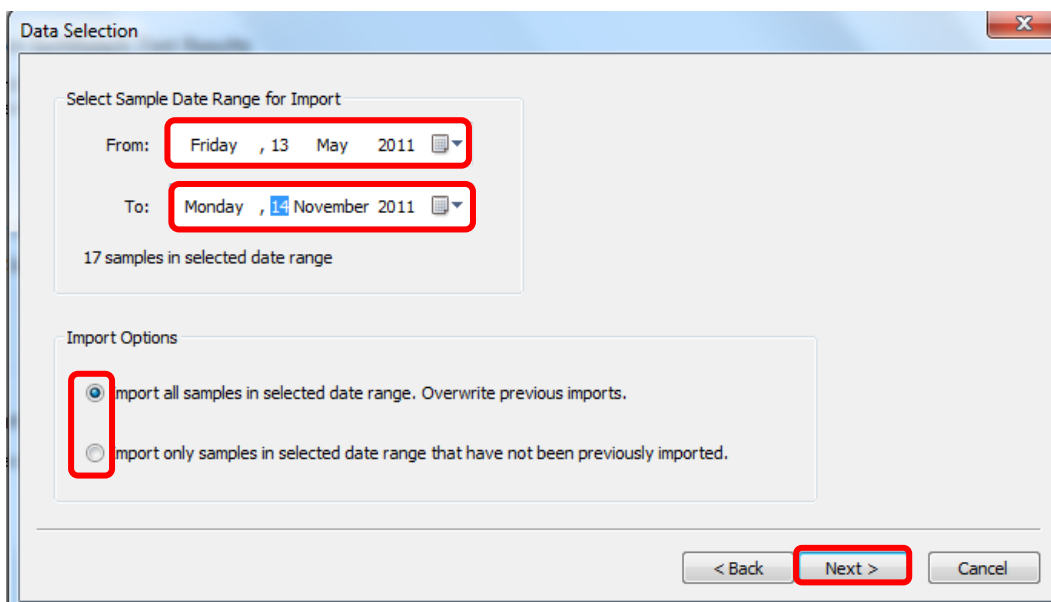 Data Selection
Select Sample Date Range for Import
From: Friday , 13 May 2011
To: Monday , 14 November 2011
17 samples in selected date range
Import Options
mport all samples in selected date range. Overwrite previous imports.
mport only samples in selected date range that have not been previously imported.
< Back Next > Cancel